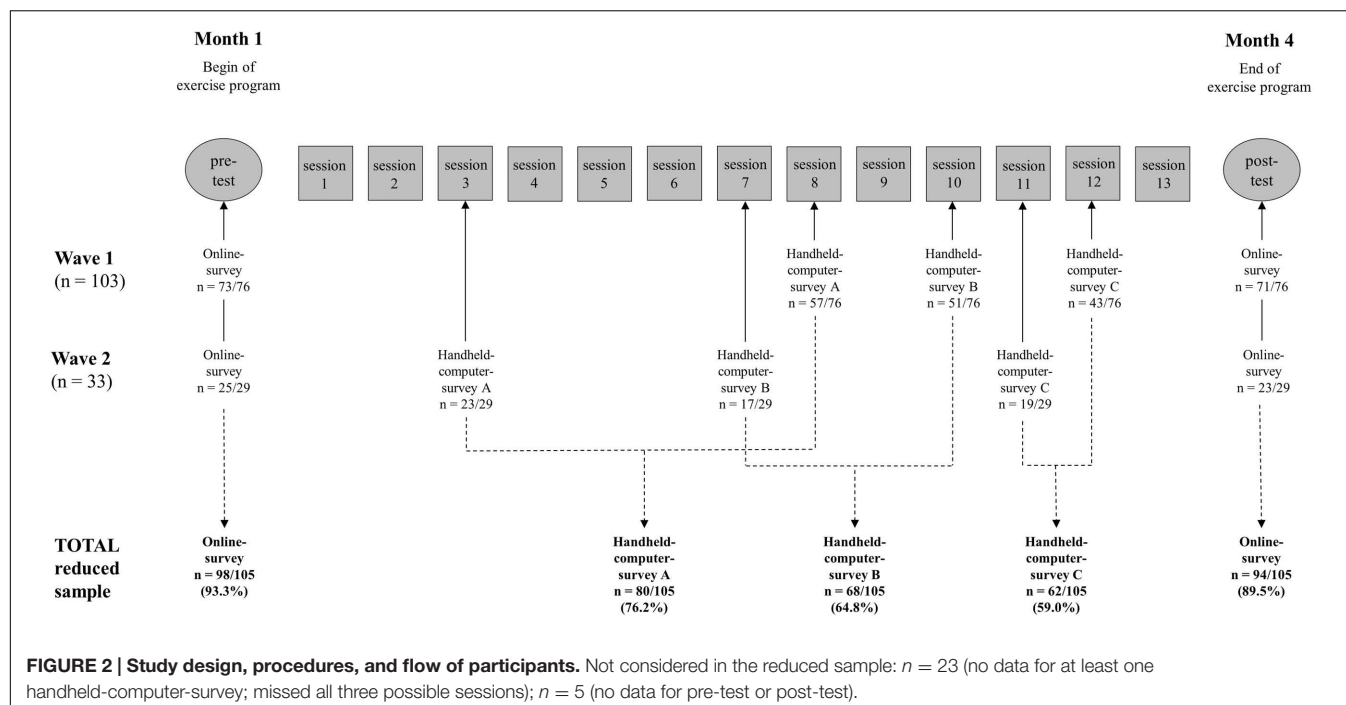 Month 1
Begin of
exercise program
Month 4
End of
exercise program
pre-
test
session
1
session
2
session
3
session
4
session
5
session
6
session
7
session
8
session
9
session
10
session
11
session
12
session
13
post-
test
Wave 1
(n = 103)
Online-
survey
n = 73/76
Handheld-
computer-
survey A
n = 57/76
Handheld-
computer-
survey B
n = 51/76
Handheld-
computer-
survey C
n = 43/76
Online-
survey
n = 71/76
Wave 2
(n = 33)
Online-
survey
n = 25/29
Handheld-
computer-
survey A
n = 23/29
Handheld-
computer-
survey B
n = 17/29
Handheld-
computer-
survey C
n = 19/29
Online-
survey
n = 23/29
TOTAL
reduced
sample
Online-
survey
n = 98/105
(93.3%)
Handheld-
computer-
survey A
n = 80/105
(76.2%)
Handheld-
computer-
survey B
n = 68/105
(64.8%)
Handheld-
computer-
survey C
n = 62/105
(59.0%)
Online-
survey
n = 94/105
(89.5%)
FIGURE 2 | Study design, procedures, and flow of participants. Not considered in the reduced sample: n = 23 (no data for at least one
handheld-computer-survey; missed all three possible sessions); n = 5 (no data for pre-test or post-test).